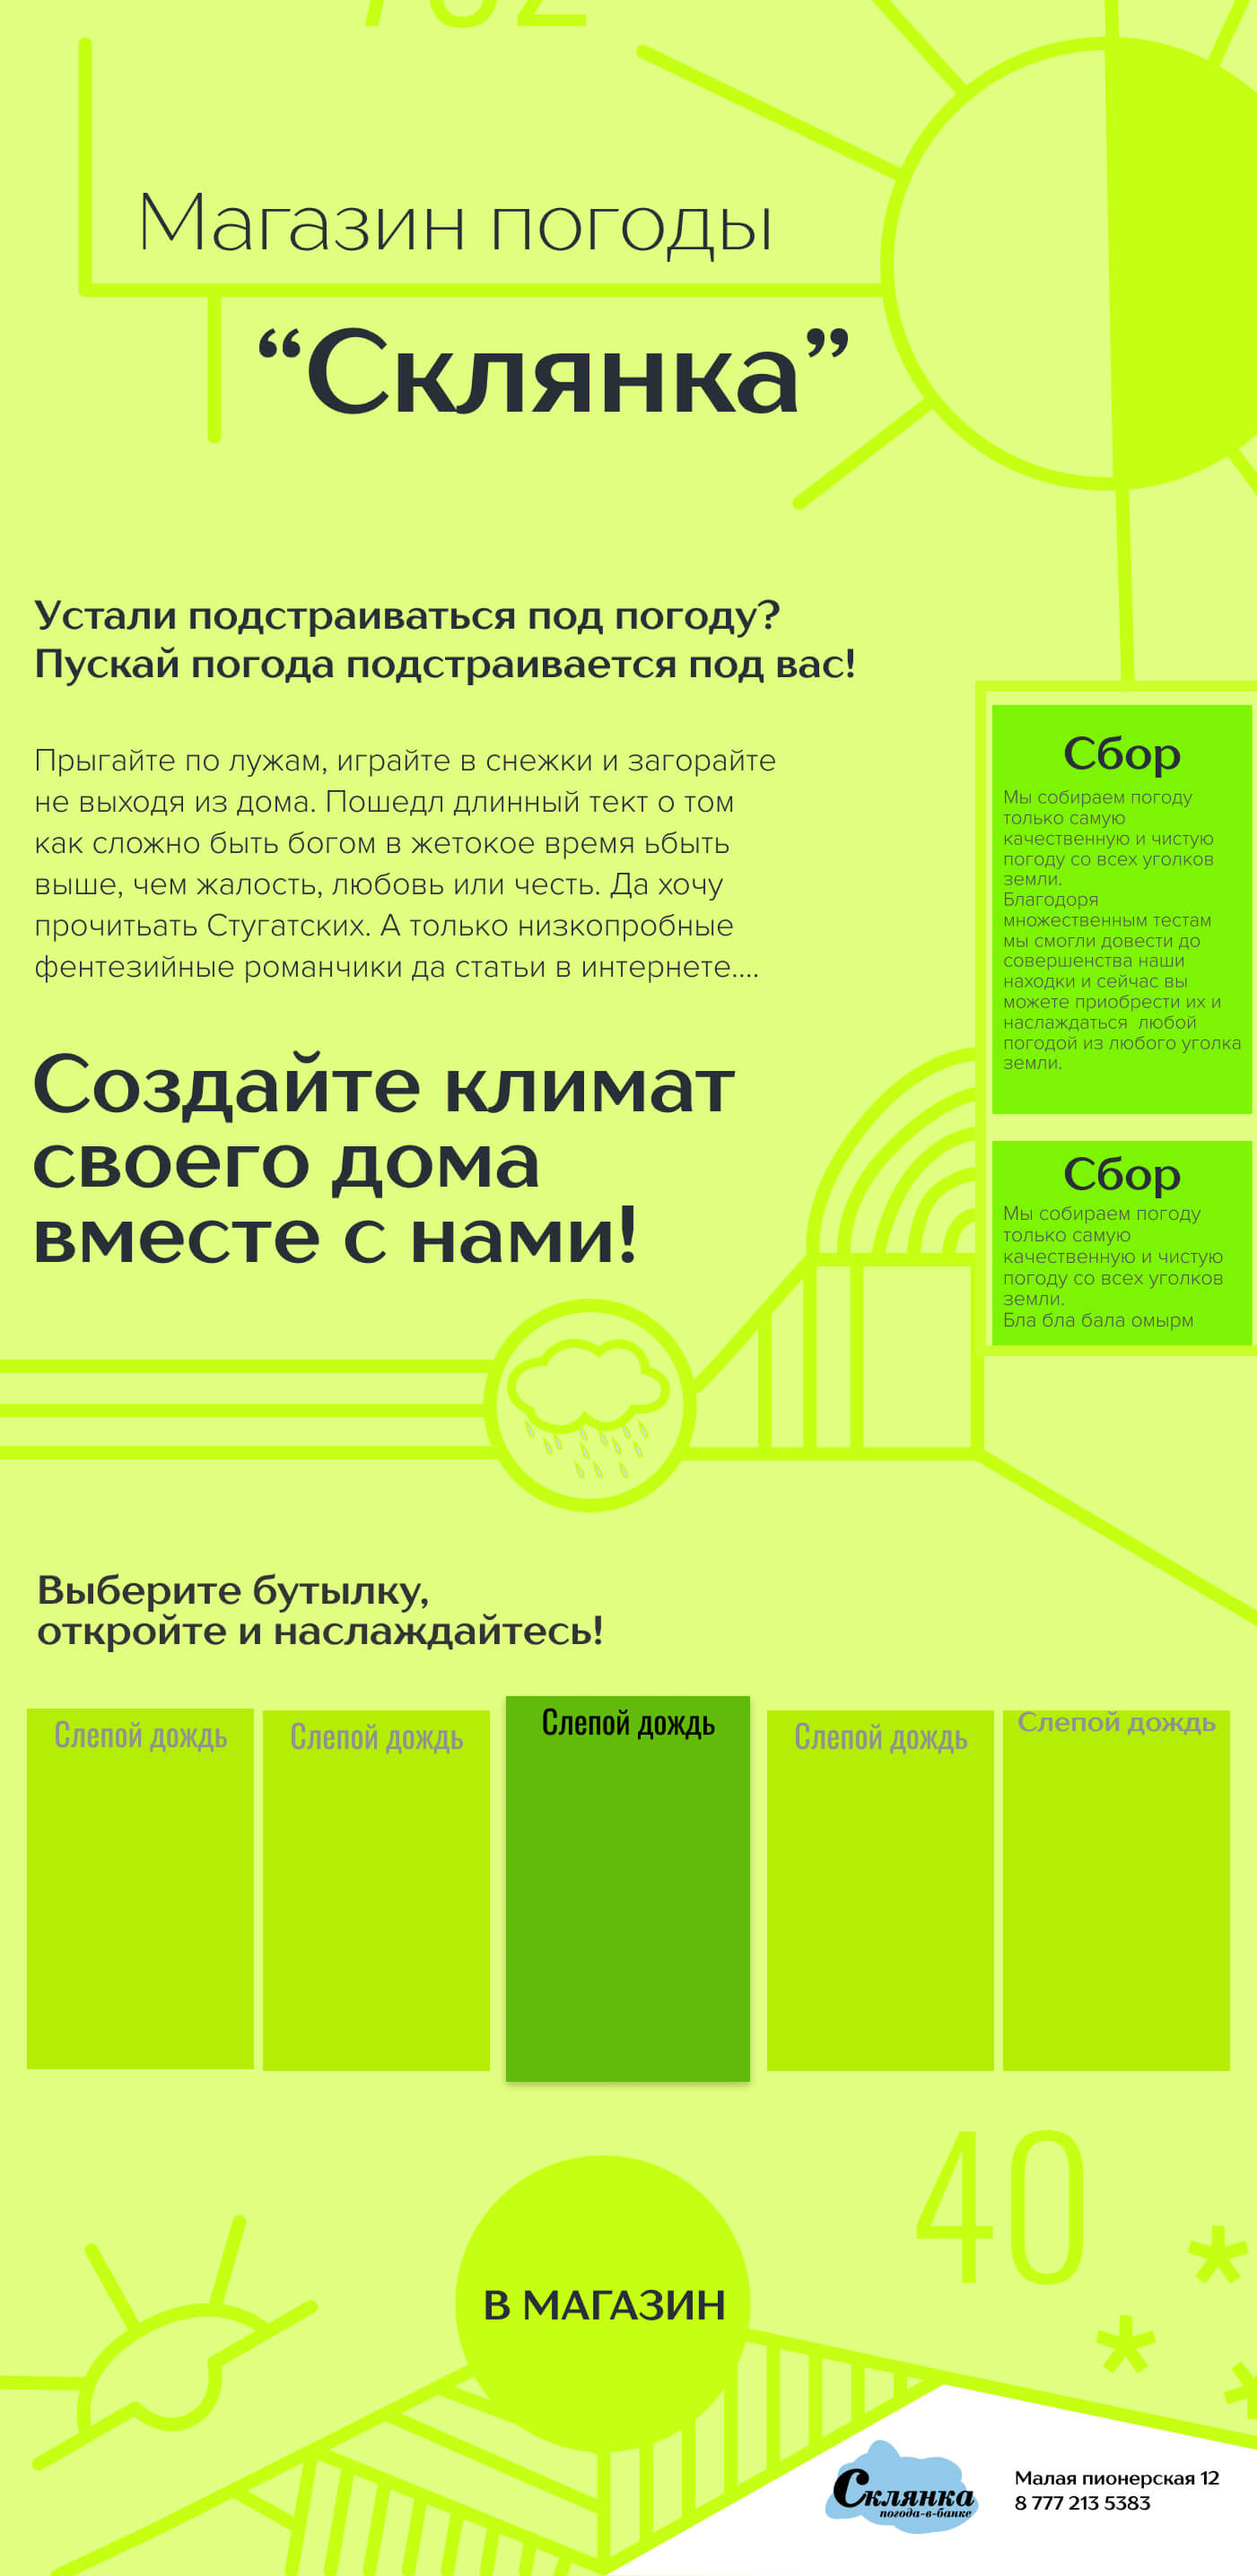 Магазин погоды
“Склянка”
Устали подстраиваться под погоду?
Пускай погода подстраивается под вас!
Прыгайте по лужам, играйте в снежки и загорайте
не выходя из дома. Пошедл длинный тект о том
как сложно быть богом в жетокое время ьбыть
выше, чем жалость, любовь или честь. Да хочу
прочитьать Стугатских. А только низкопробные
фентезийные романчики да статьи в интернете....
Создайте климат
своего дома
вместе с нами!
Сбор
Мы собираем погоду
только самую
качественную и чистую
погоду со всех уголков
земли.
Благодоря
множественным тестам
мы смогли довести до
совершенства наши
находки и сейчас вы
можете приобрести их и
наслаждаться  любой
погодой из любого уголка
земли.
Сбор
Мы собираем погоду
только самую
качественную и чистую
погоду со всех уголков
земли.
Бла бла бала омырм
Выберите бутылку,
откройте и наслаждайтесь!
Слепой дождь
Слепой дождь
Слепой дождь
Слепой дождь
Слепой дождь
40
* * *
В МАГАЗИН
Склянка
погода-в-банке
Малая пионерская 12
8 777 213 5383